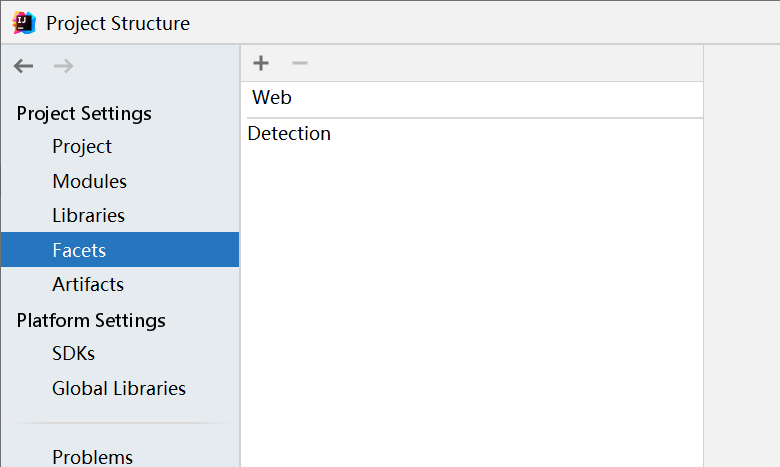 Project Structure
Project Settings
Project
Modules
Libraries
Facets
Artifacts
Platform Settings
SDKs
Global Libraries
Problems
Web
Detection